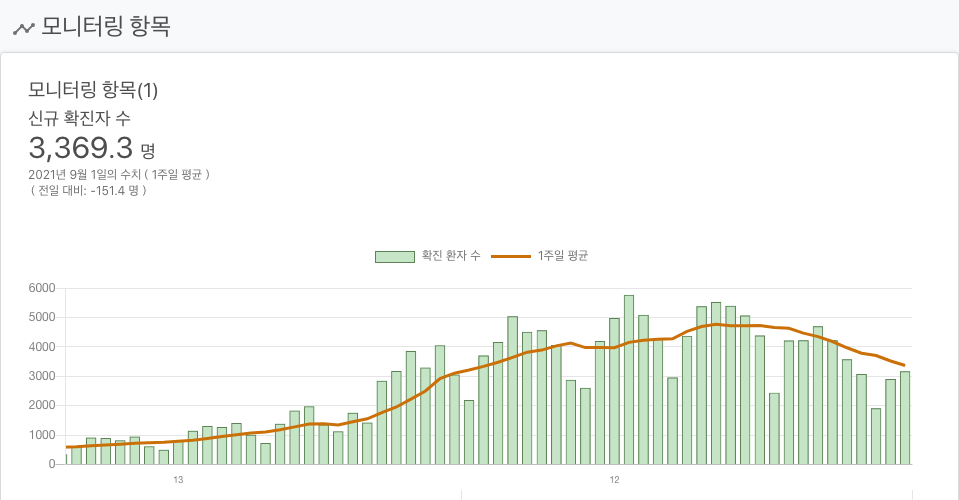 모니터링 항목
모니터링 항목(1)
신규 확진자 수
3,369.3 명
2021년 9월 1일의 수치 ( 1주일 평균 )
( 전일 대비: -151.4 명 )
확진 환자 수 1주일 평균
6000
5000
4000
3000
2000
1000
0
13 12